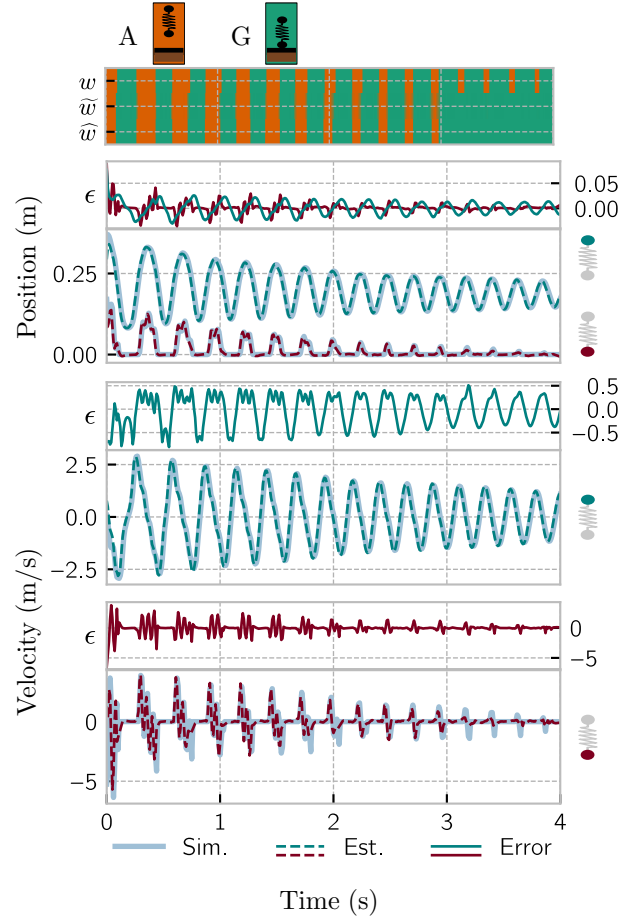 A G
w
w̃
ŵ
ϵ
0.05
0.00
Position (m)
0.25
0.00
ϵ
0.5
0.0
−0.5
2.5
0.0
−2.5
Velocity (m/s)
ϵ
0
−5
0
−5
0 1 2 3 4
Sim. Est. Error
Time (s)